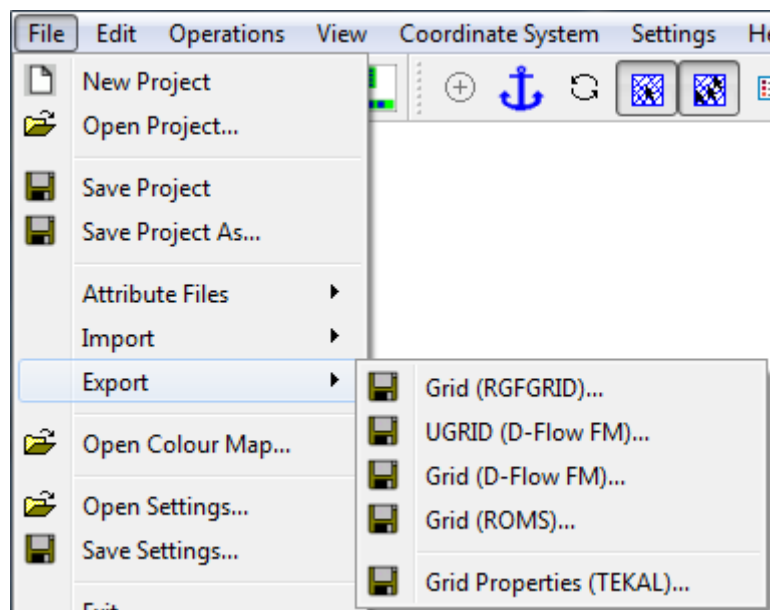 File Edit Operations View Coordinate System Settings
New Project
Open Project...
Save Project
Save Project As...
Attribute Files
Import
Export
Grid (RGFGRID)...
UGRID (D-Flow FM)...
Open Colour Map...
Grid (D-Flow FM)...
Open Settings...
Grid (ROMS)...
Save Settings...
Grid Properties (TEKAL)...